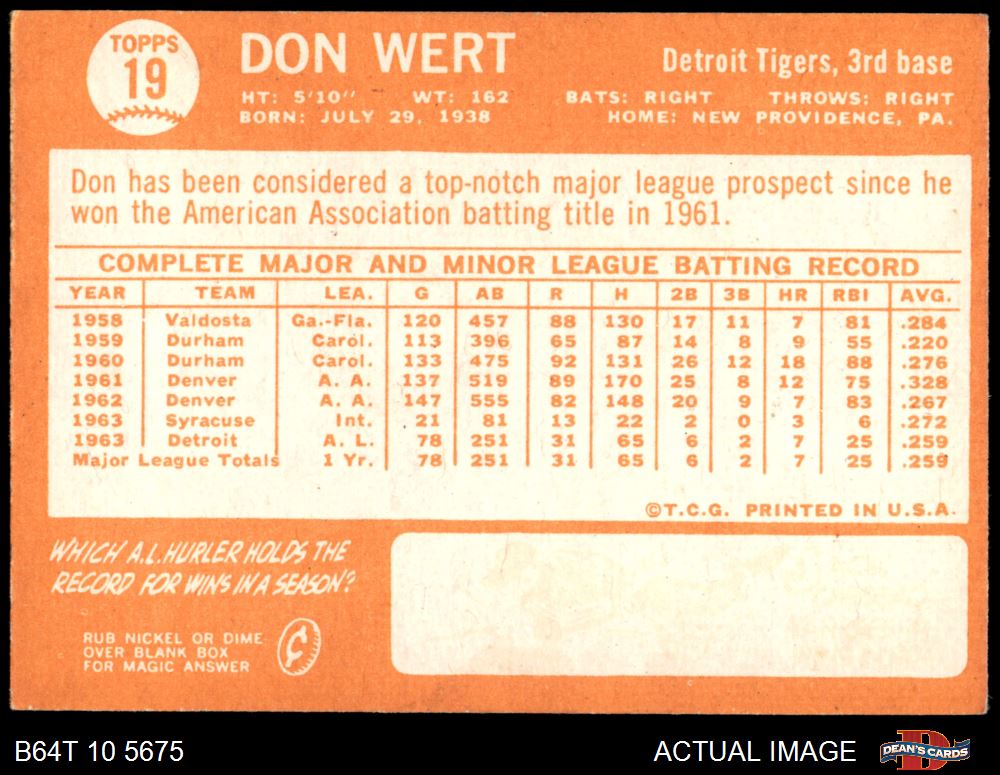 TOPPS
19
DON WERT
Detroit Tigers, 3rd base
HT: 5'10" WT: 162 BATS: RIGHT THROWS: RIGHT
BORN: JULY 29, 1938 HOME: NEW PROVIDENCE, PA.
Don has been considered a top-notch major league prospect since he
won the American Association batting title in 1961.
COMPLETE MAJOR AND MINOR LEAGUE BATTING RECORD
YEAR TEAM LEA. G AB R H 2B 3B HR RBI AVG.
1958 Valdosta Ga.-Fla. 120 457 88 130 17 11 7 81 .284
1959 Durham Carol. 113 396 65 87 14 8 9 55 .220
1960 Durham Carol. 133 475 92 131 26 12 18 88 .276
1961 Denver A. A. 137 519 89 170 25 8 12 75 .328
1962 Denver A. A. 147 555 82 148 20 9 7 83 .267
1963 Syracuse Int. 21 81 13 22 2 0 3 6 .272
1963 Detroit A. L. 78 251 31 65 6 2 7 25 .259
Major League Totals 1 Yr. 78 251 31 65 6 2 7 25 .259
©T.C.G. PRINTED IN U.S.A.
WHICH A.L. HURLER HOLDS THE
RECORD FOR WINS IN A SEASON?
RUB NICKEL OR DIME
OVER BLANK BOX
FOR MAGIC ANSWER
¢
B64T 10 5675
ACTUAL IMAGE
D
DEAN'S CARDS